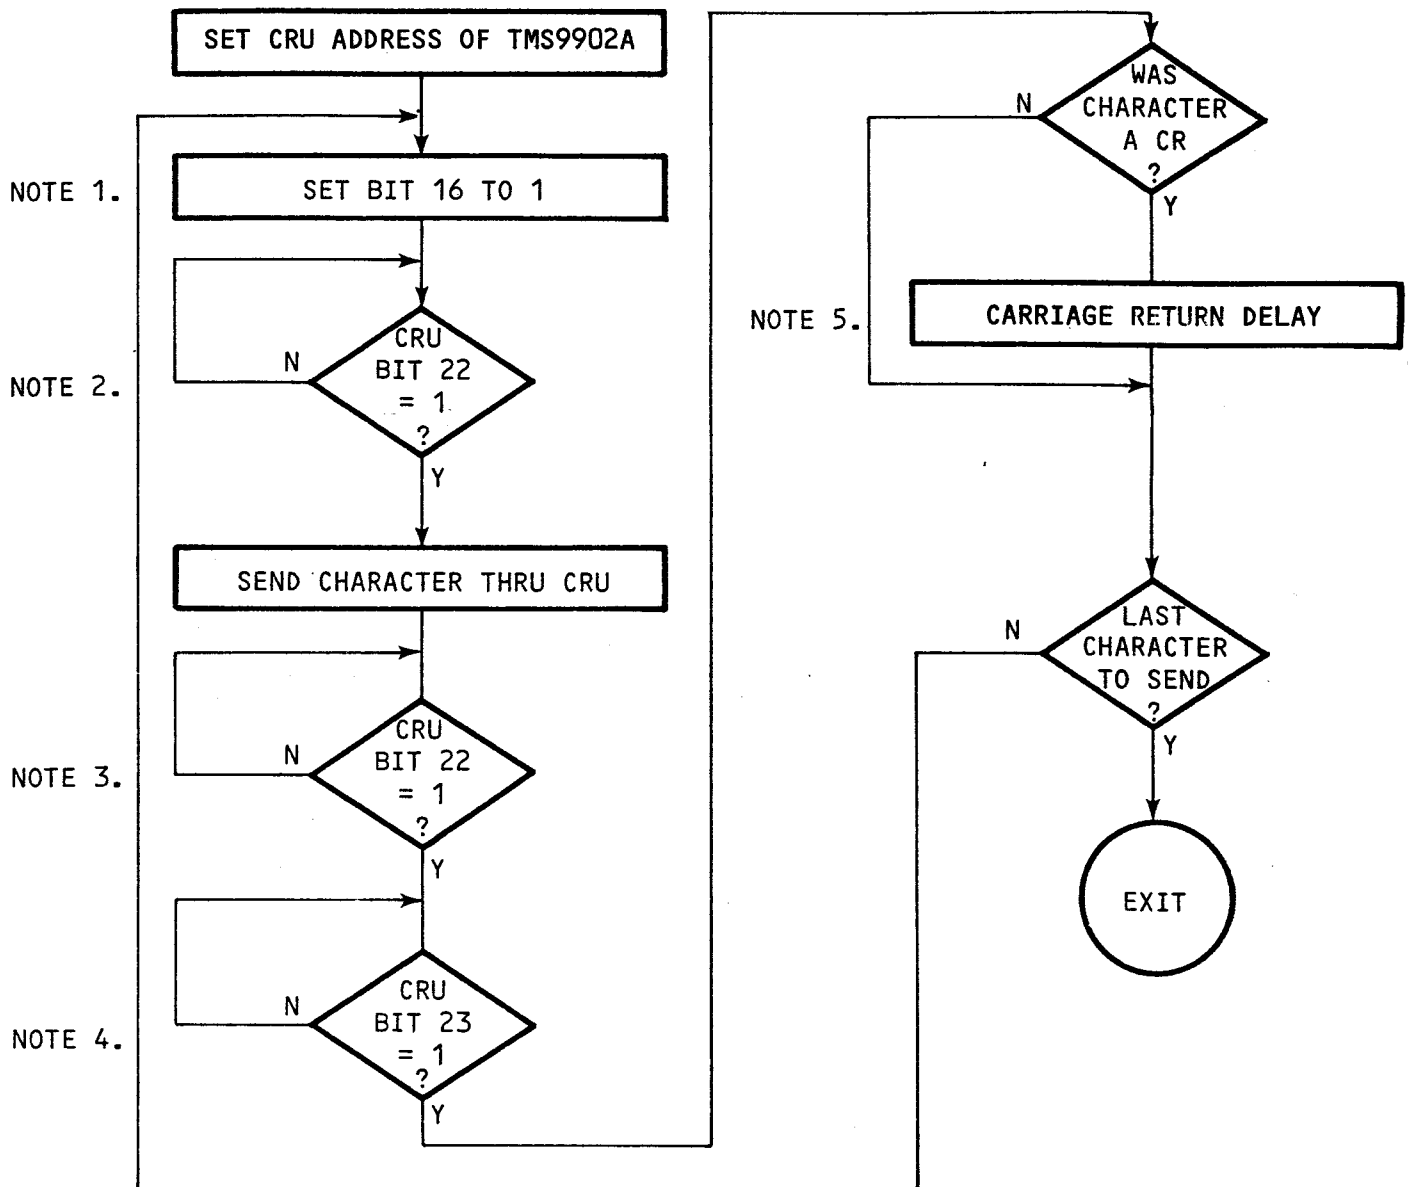 SET CRU ADDRESS OF TMS9902A
NOTE 1.
SET BIT 16 TO 1
NOTE 2.
N
CRU
BIT 22
= 1
?
Y
SEND CHARACTER THRU CRU
NOTE 3.
N
CRU
BIT 22
= 1
?
Y
NOTE 4.
N
CRU
BIT 23
= 1
?
Y
N
WAS
CHARACTER
A CR
?
Y
NOTE 5.
CARRIAGE RETURN DELAY
N
LAST
CHARACTER
TO SEND
?
Y
EXIT